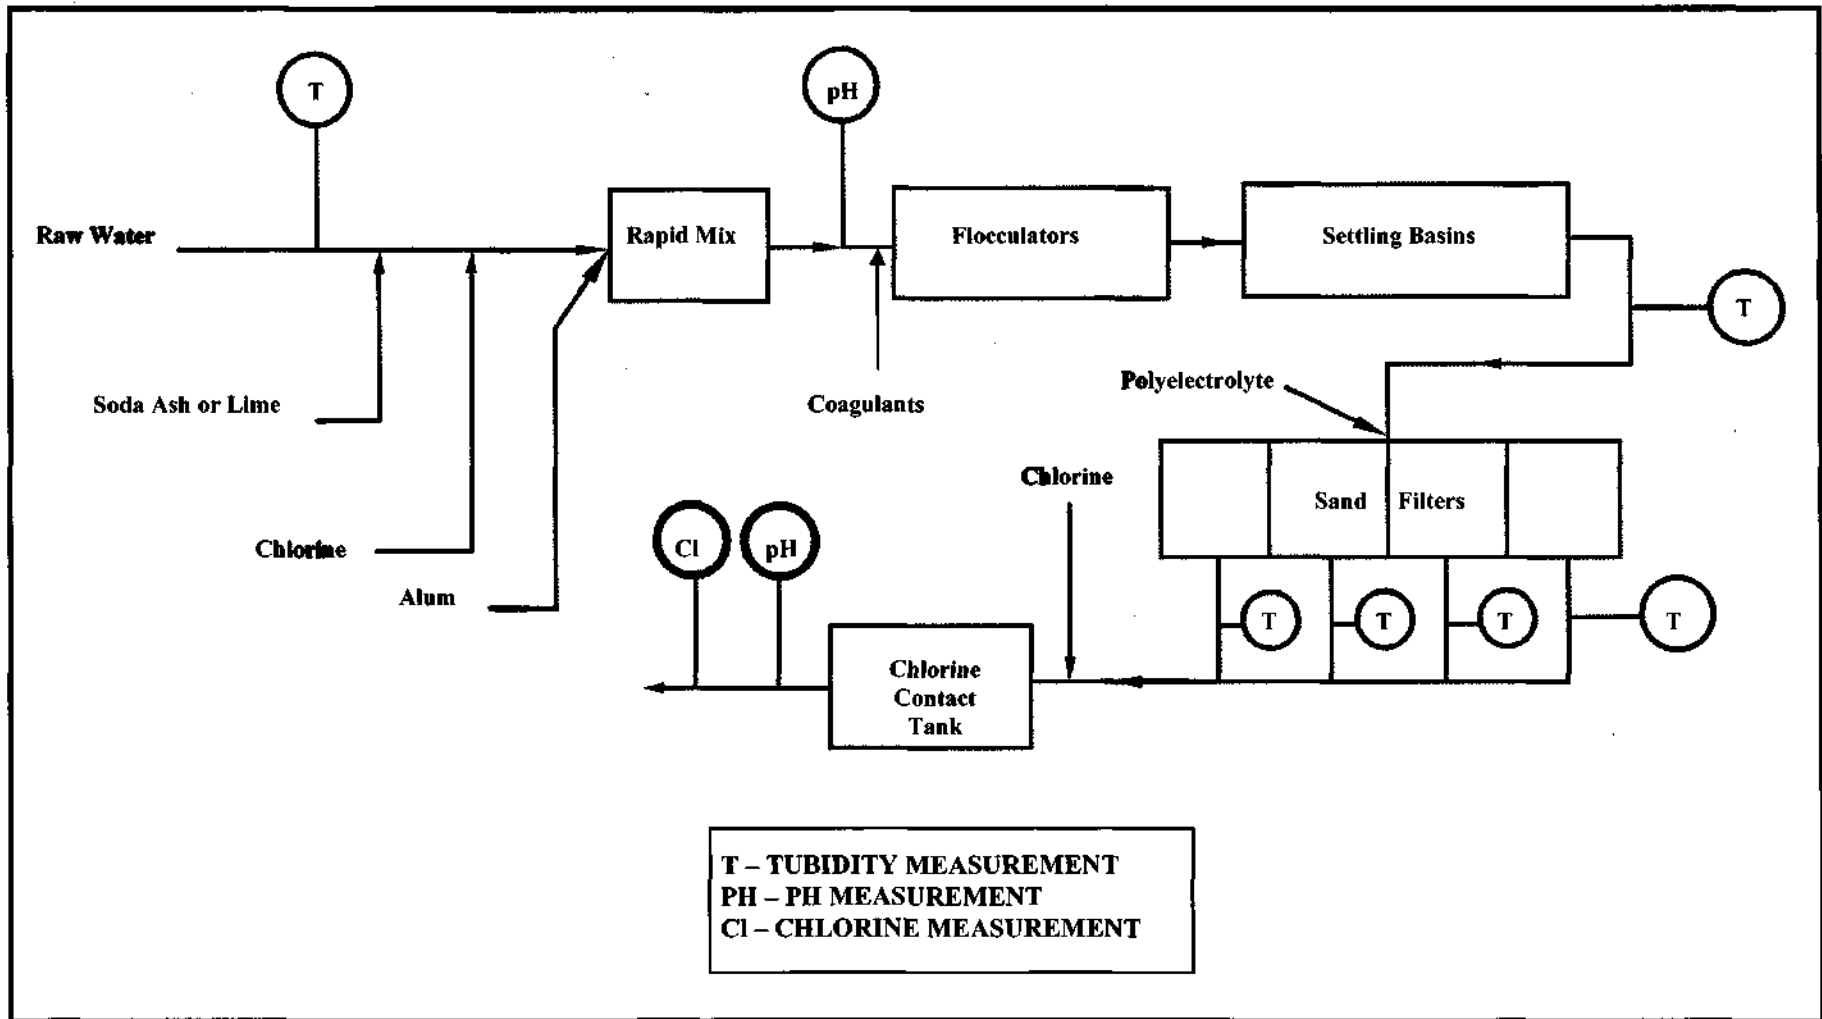 T
pH
Raw Water
Rapid Mix
Flocculators
Settling Basins
T
Soda Ash or Lime
Coagulants
Polyelectrolyte
Chlorine
Sand Filters
Cl
pH
Chlorine
Alum
T
T
T
T
Chlorine
Contact
Tank
T – TUBIDITY MEASUREMENT
PH – PH MEASUREMENT
Cl – CHLORINE MEASUREMENT